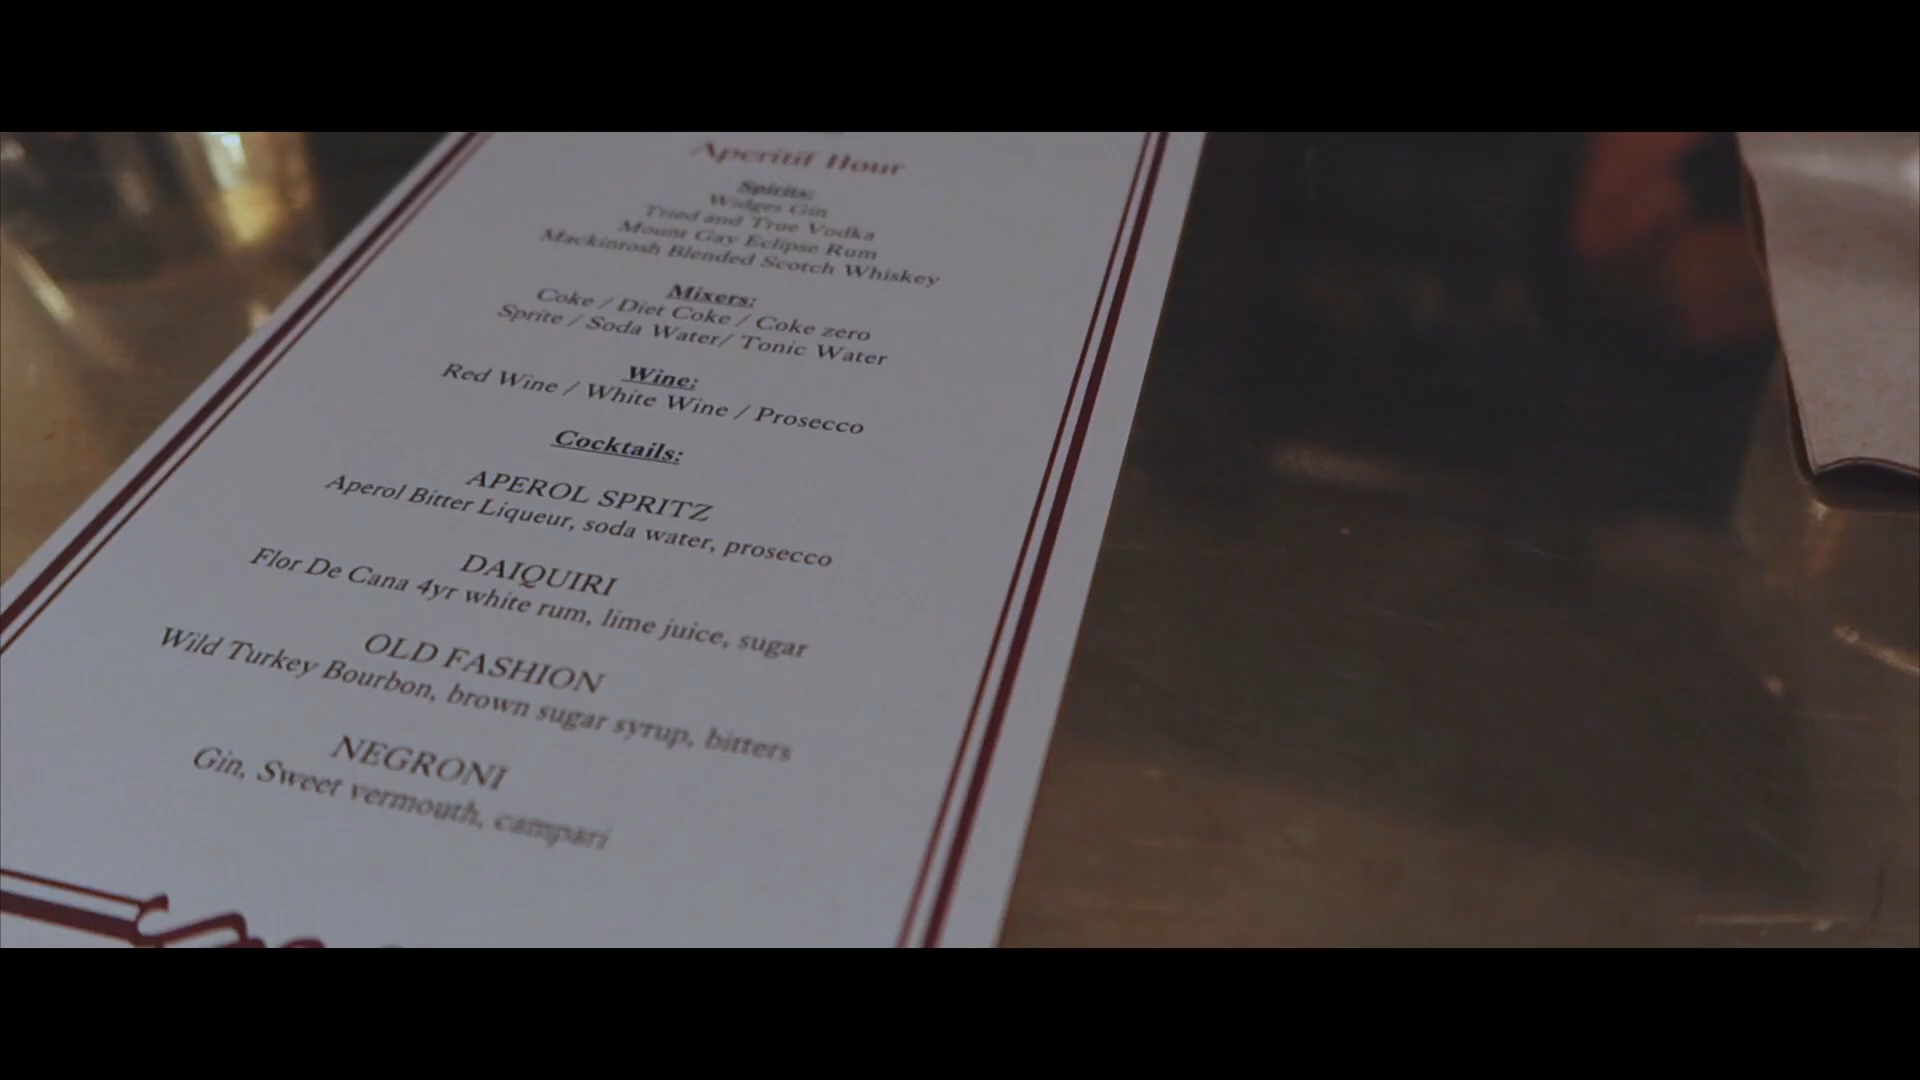 Aperitif Hour
Spirits:
Widges Gin
Tried and True Vodka
Mount Gay Eclipse Rum
Mackintosh Blended Scotch Whiskey
Mixers:
Coke / Diet Coke / Coke zero
Sprite / Soda Water/ Tonic Water
Wine:
Red Wine / White Wine / Prosecco
Cocktails:
APEROL SPRITZ
Aperol Bitter Liqueur, soda water, prosecco
DAIQUIRI
Flor De Cana 4yr white rum, lime juice, sugar
OLD FASHION
Wild Turkey Bourbon, brown sugar syrup, bitters
NEGRONI
Gin, Sweet vermouth, campari